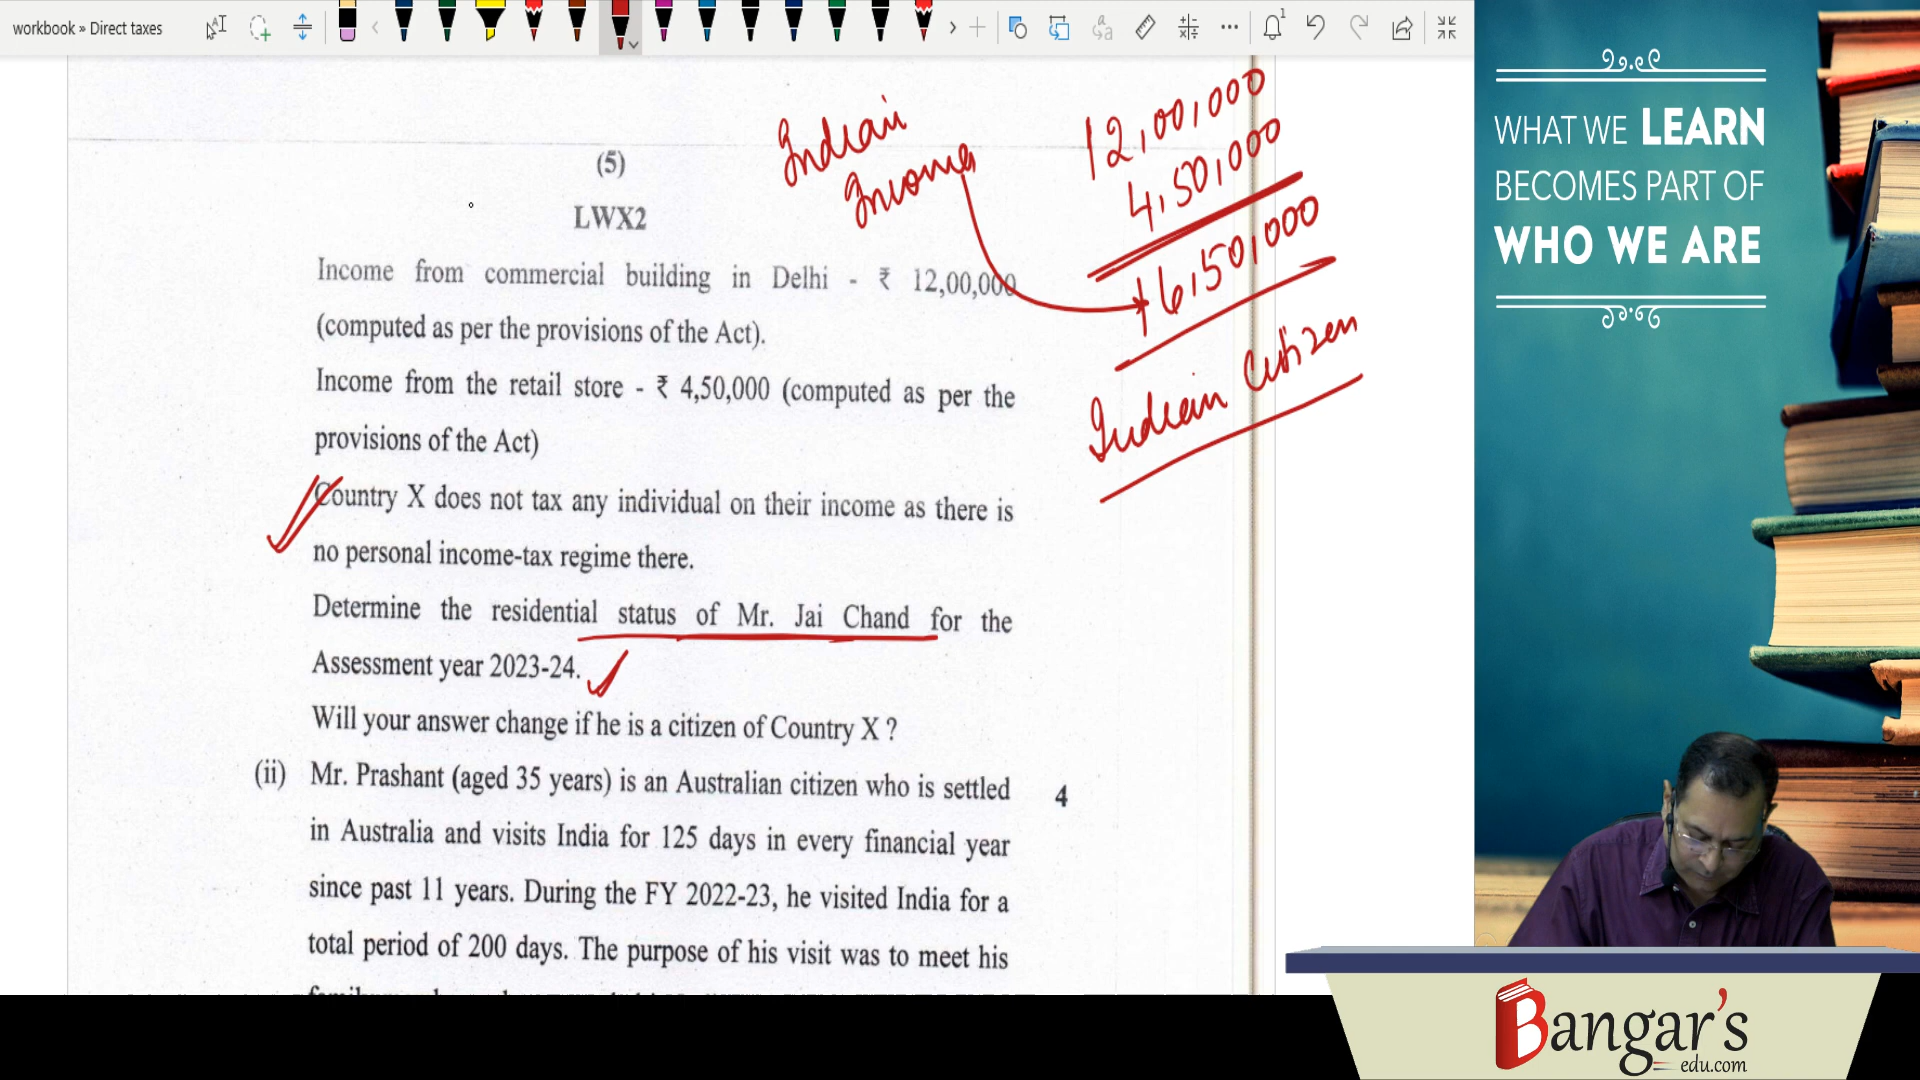 workbook » Direct taxes
1
Indian
Income
12,00,000
4,50,000
16,50,000
Indian Citizen
(5)
LWX2
Income from commercial building in Delhi - ₹ 12,00,000
(computed as per the provisions of the Act).
Income from the retail store - ₹ 4,50,000 (computed as per the
provisions of the Act)
Country X does not tax any individual on their income as there is
no personal income-tax regime there.
Determine the residential status of Mr. Jai Chand for the
Assessment year 2023-24.
Will your answer change if he is a citizen of Country X ?
(ii) Mr. Prashant (aged 35 years) is an Australian citizen who is settled 4
in Australia and visits India for 125 days in every financial year
since past 11 years. During the FY 2022-23, he visited India for a
total period of 200 days. The purpose of his visit was to meet his
WHAT WE LEARN
BECOMES PART OF
WHO WE ARE
Bangar's
edu.com